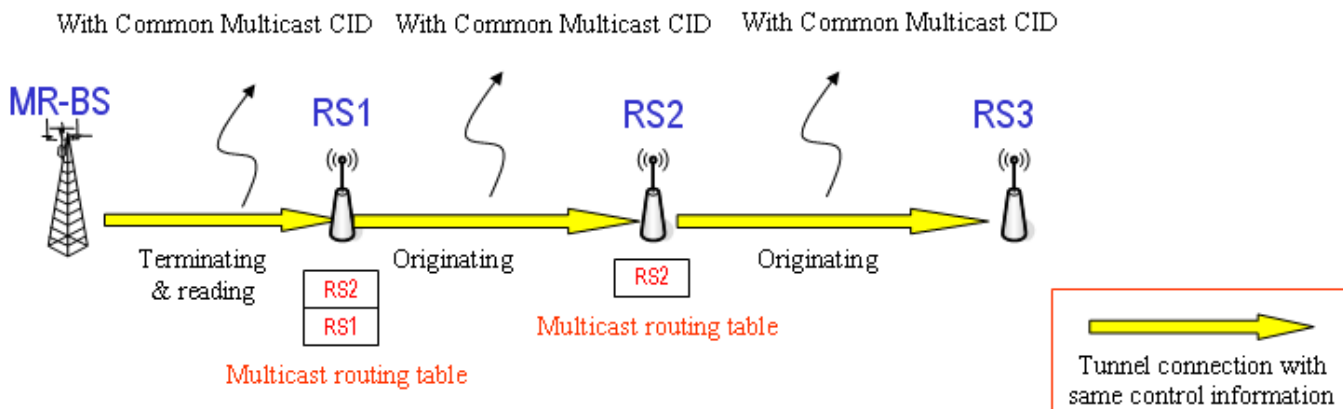 With Common Multicast CID
With Common Multicast CID
With Common Multicast CID
MR-BS
RS1
RS2
RS3
Terminating
& reading
Originating
Originating
RS2
RS1
RS2
Multicast routing table
Multicast routing table
Tunnel connection with
same control information